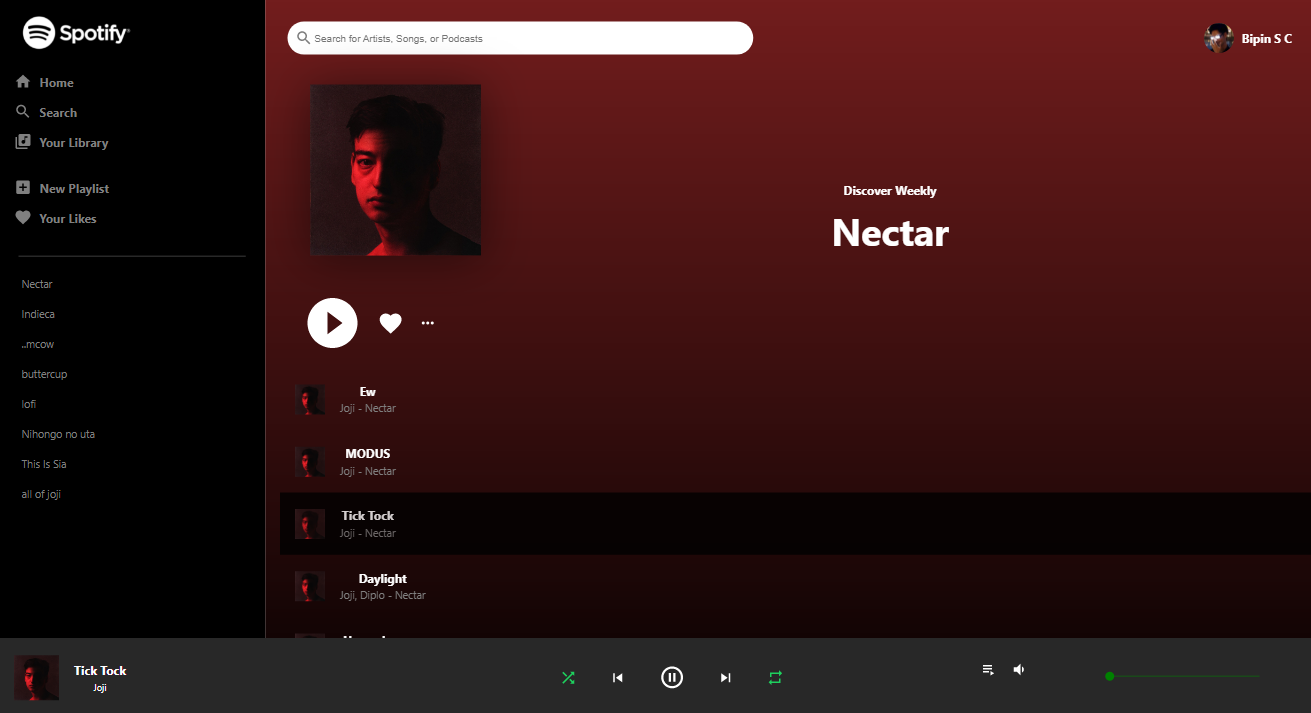 Spotify®
Home
Search
Your Library
New Playlist
Your Likes
Nectar
Indieca
..mcow
buttercup
lofi
Nihongo no uta
This Is Sia
all of joji
Search for Artists, Songs, or Podcasts
Bipin S C
Discover Weekly
Nectar
Ew
Joji - Nectar
MODUS
Joji - Nectar
Tick Tock
Joji - Nectar
Daylight
Joji, Diplo - Nectar
Tick Tock
Joji